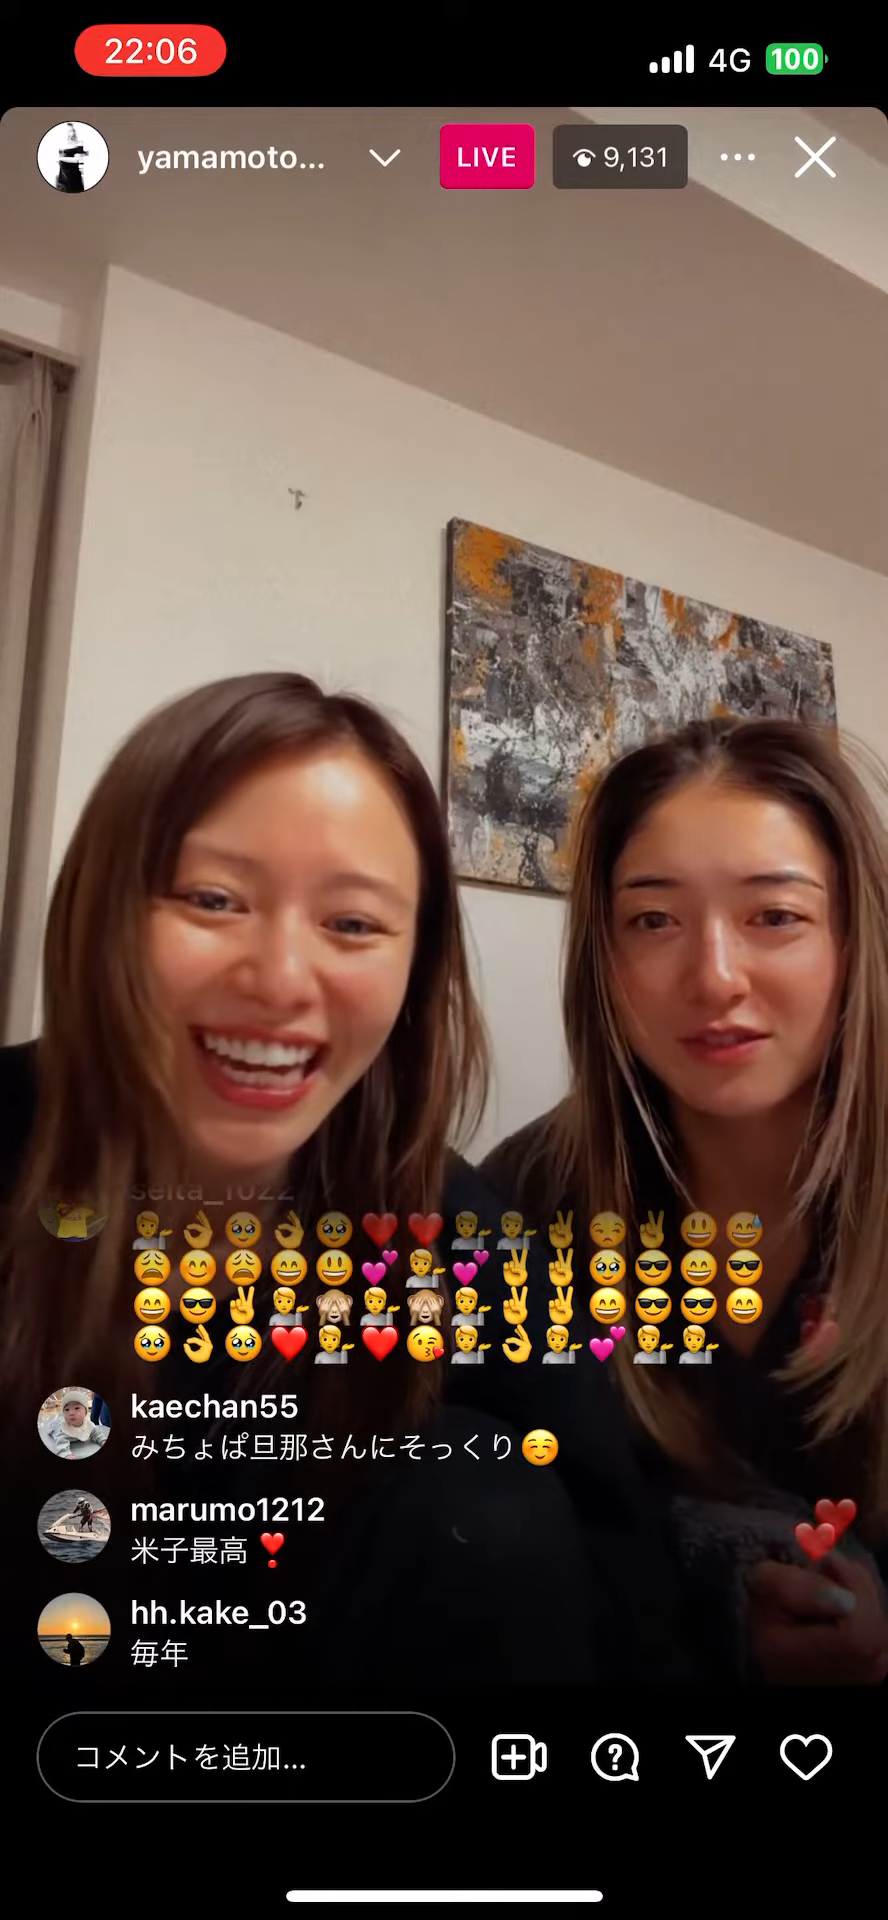 22:06
4G
100
yamamoto...
LIVE
9,131
seita_1022
kaechan55
みちょぱ旦那さんにそっくり
marumo1212
米子最高
hh.kake_03
毎年
コメントを追加...